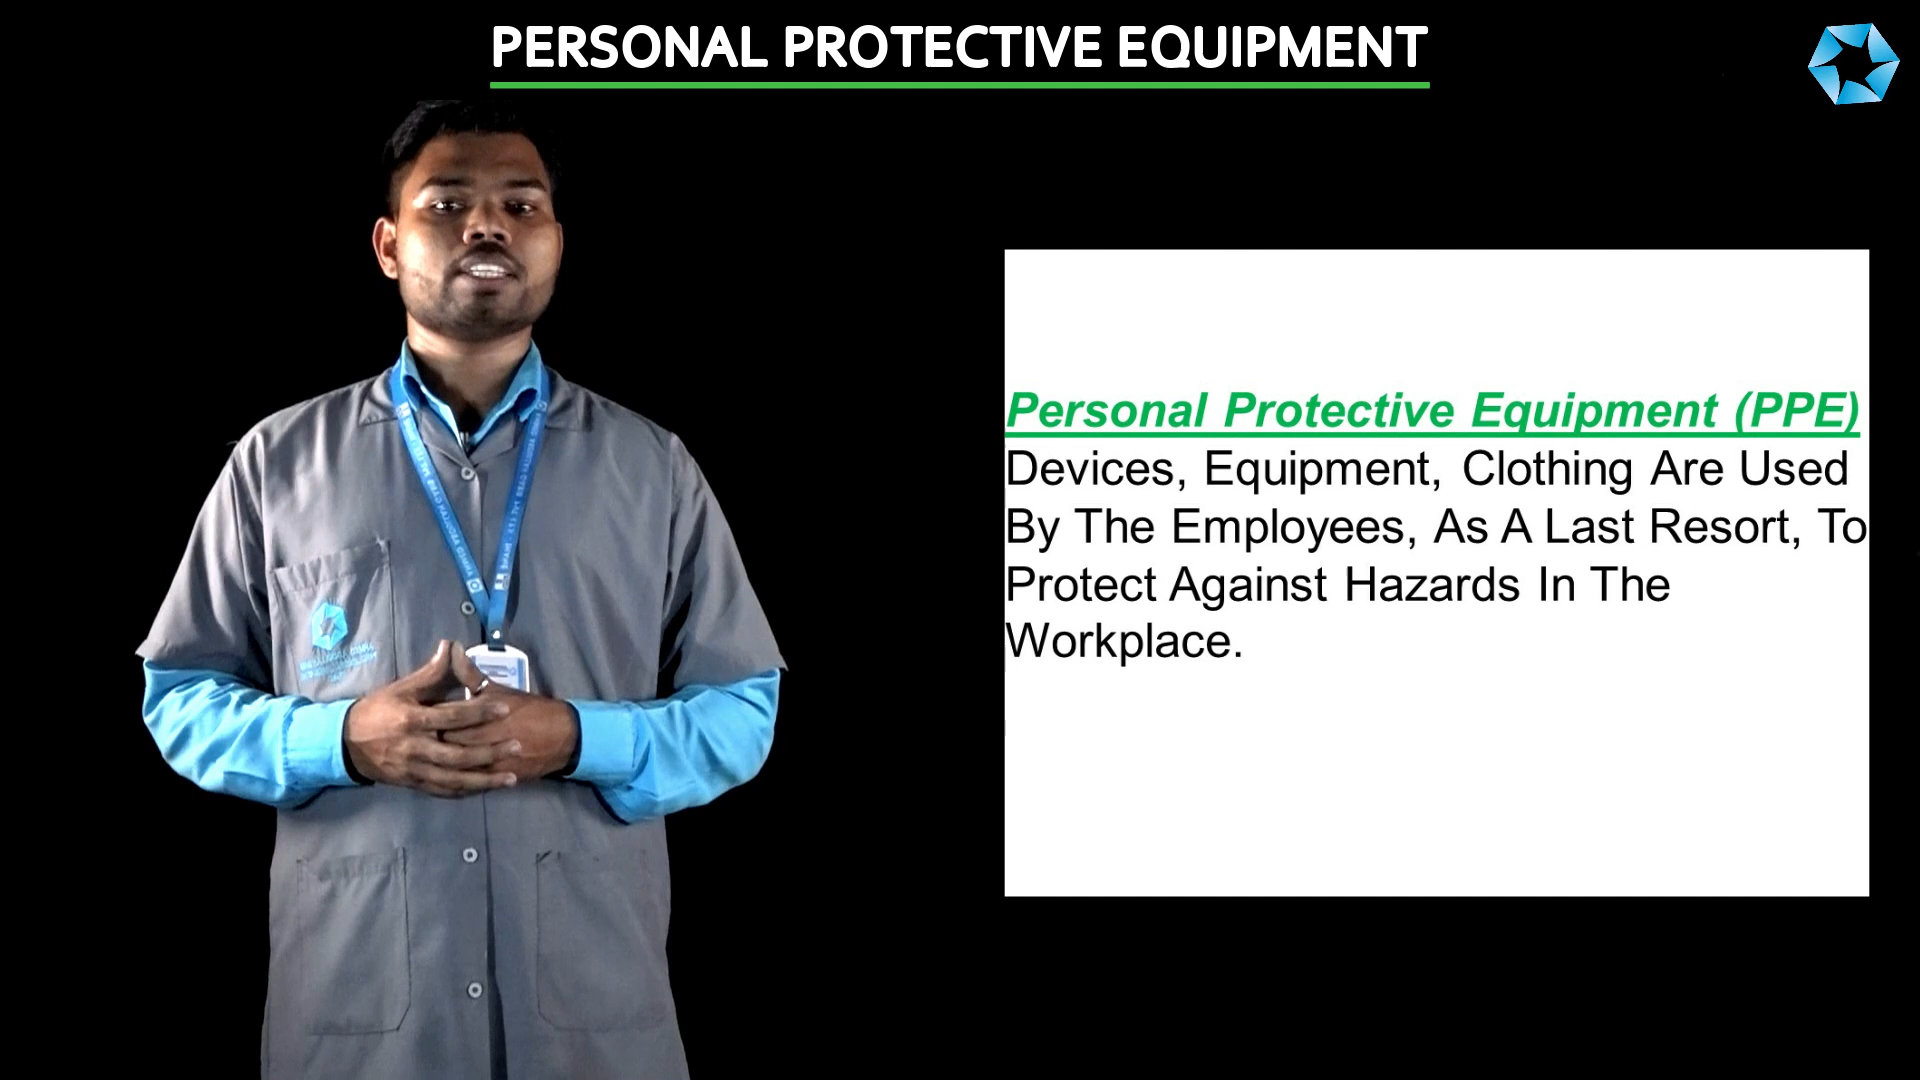 PERSONAL PROTECTIVE EQUIPMENT
Personal Protective Equipment (PPE)
Devices, Equipment, Clothing Are Used
By The Employees, As A Last Resort, To
Protect Against Hazards In The
Workplace.